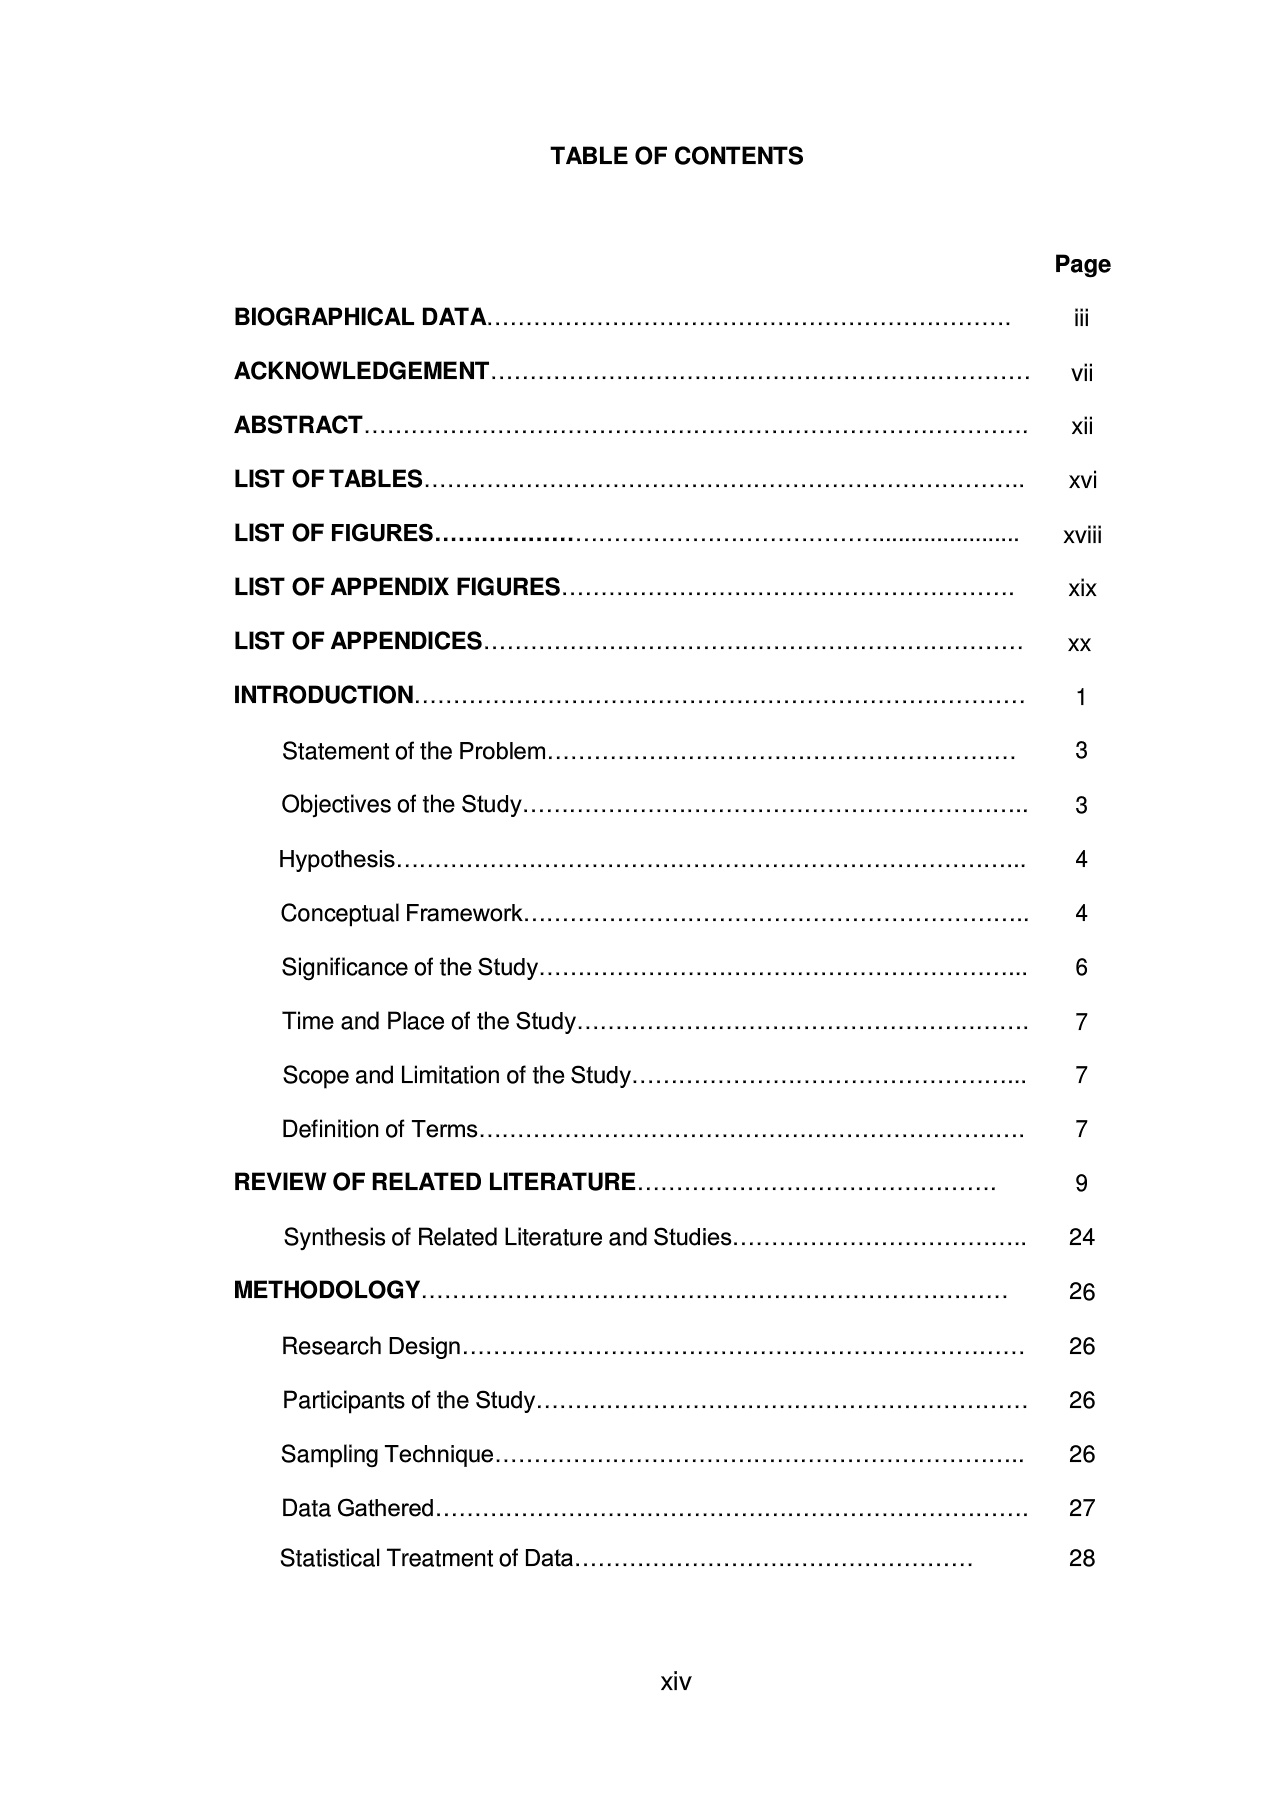 TABLE OF CONTENTS
Page
BIOGRAPHICAL DATA…………………………………………………………. iii
ACKNOWLEDGEMENT…………………………………………………………… vii
ABSTRACT…………………………………………………………………………. xii
LIST OF TABLES………………………………………………………………….. xvi
LIST OF FIGURES…………………………………………………..................... xviii
LIST OF APPENDIX FIGURES…………………………………………………. xix
LIST OF APPENDICES…………………………………………………………… xx
INTRODUCTION…………………………………………………………………… 1
Statement of the Problem…………………………………………………… 3
Objectives of the Study……………………………………………………….. 3
Hypothesis……………………………………………………………………... 4
Conceptual Framework……………………………………………………….. 4
Significance of the Study……………………………………………………... 6
Time and Place of the Study…………………………………………………. 7
Scope and Limitation of the Study…………………………………………... 7
Definition of Terms……………………………………………………………. 7
REVIEW OF RELATED LITERATURE………………………………………. 9
Synthesis of Related Literature and Studies……………………………….. 24
METHODOLOGY………………………………………………………………… 26
Research Design……………………………………………………………… 26
Participants of the Study……………………………………………………… 26
Sampling Technique………………………………………………………….. 26
Data Gathered…………………………………………………………………. 27
Statistical Treatment of Data…………………………………………… 28
xiv